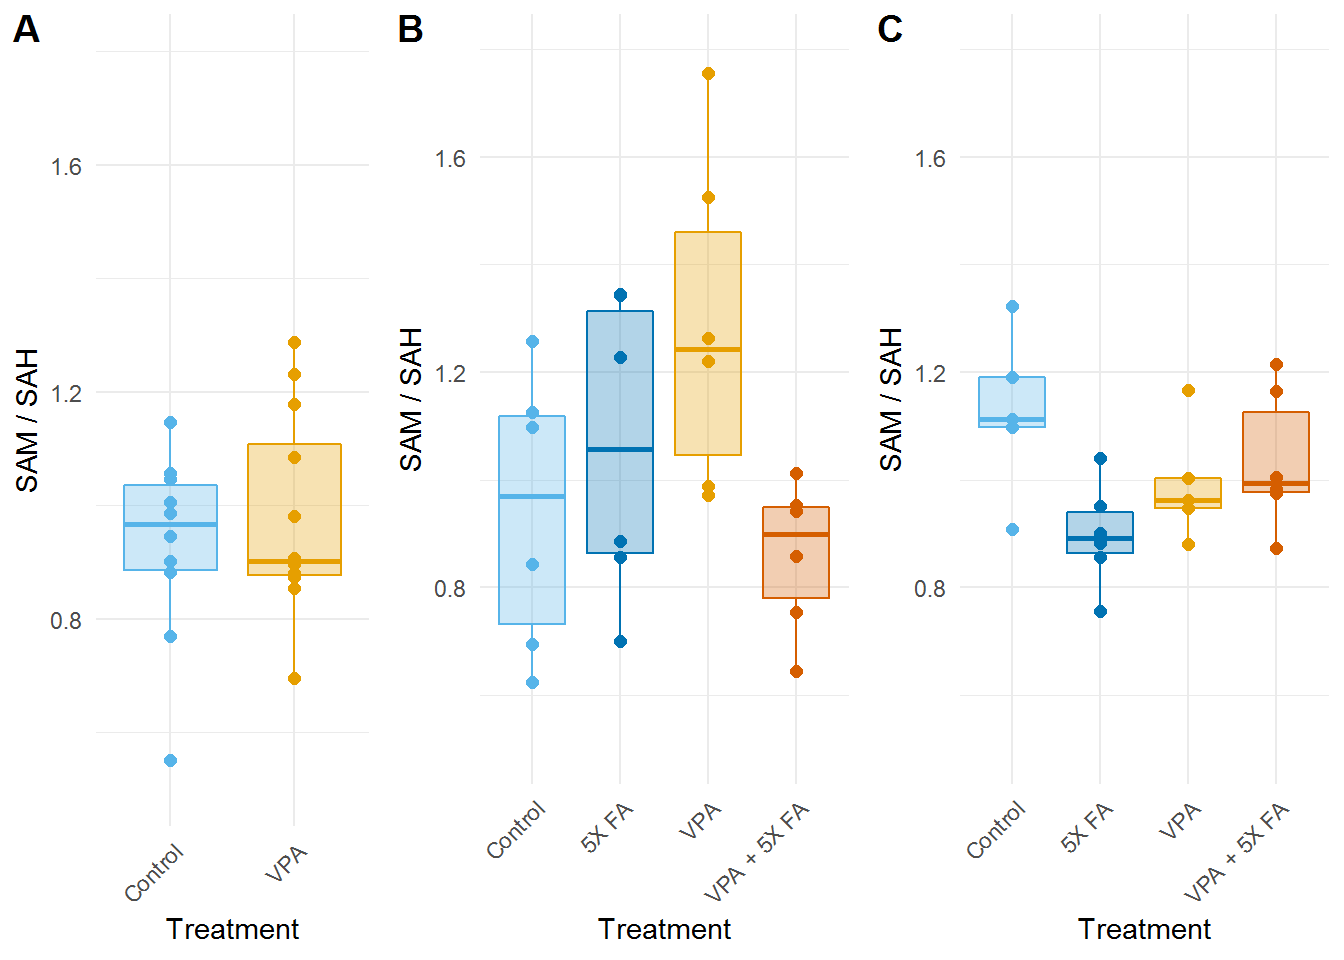 A
SAM / SAH
1.6
1.2
0.8
Control
VPA
Treatment
B
SAM / SAH
1.6
1.2
0.8
Control
5X FA
VPA
VPA + 5X FA
Treatment
C
SAM / SAH
1.6
1.2
0.8
Control
5X FA
VPA
VPA + 5X FA
Treatment